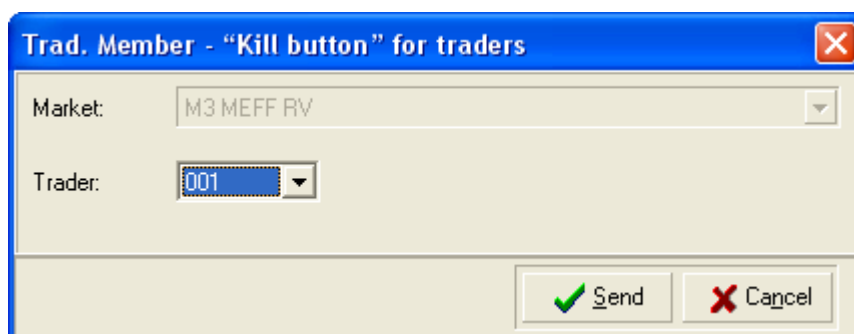 Trad. Member - “Kill button” for traders
Market: M3 MEFF RV
Trader: 001
Send Cancel